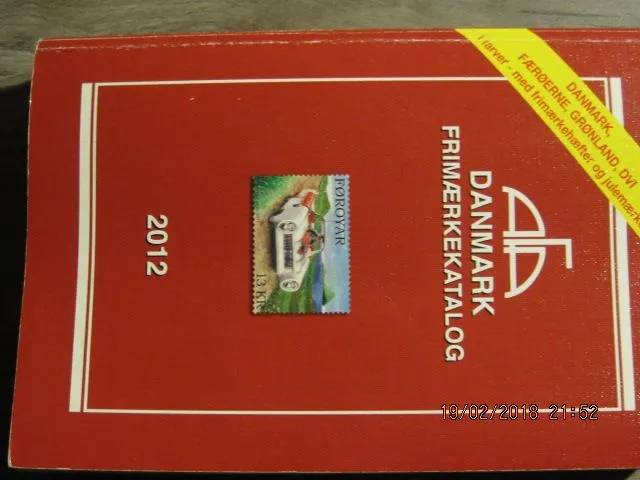 DANMARK,
FÆRØERNE, GRØNLAND, DVI
i farver - med frimærkehæfter og julemærke
AFA
DANMARK
FRIMÆRKEKATALOG
FØROYAR
13 KR
2012
19/02/2018 21:52